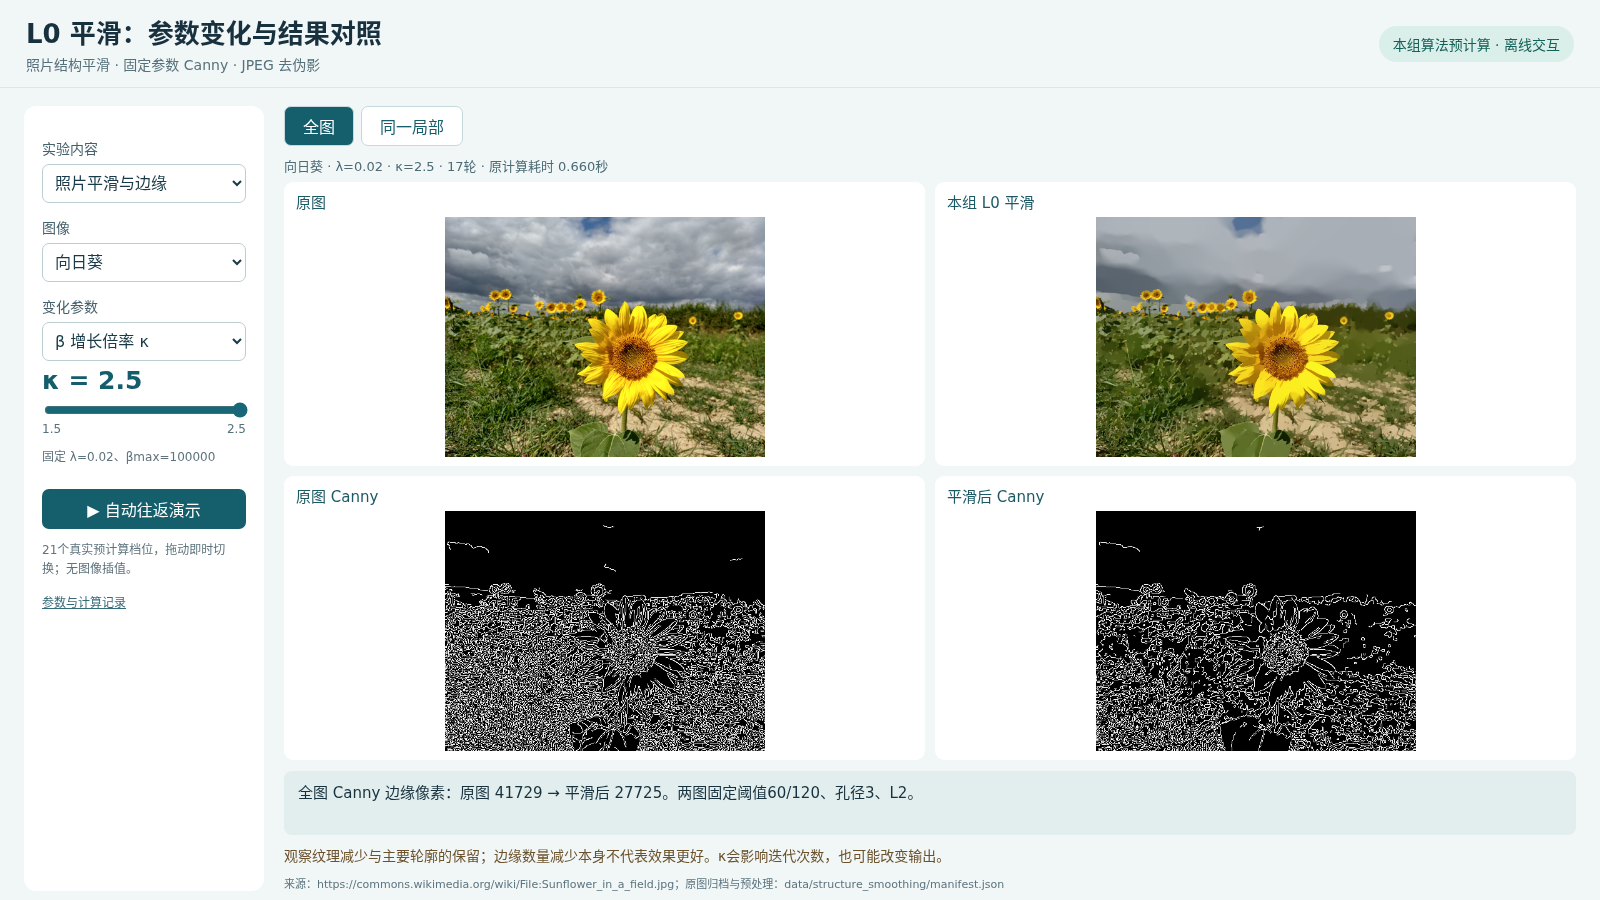 L0 平滑：参数变化与结果对照
照片结构平滑 · 固定参数 Canny · JPEG 去伪影
本组算法预计算 · 离线交互
实验内容
照片平滑与边缘
图像
向日葵
变化参数
β 增长倍率 κ
κ = 2.5
1.5
2.5
固定 λ=0.02、βmax=100000
▶ 自动往返演示
21个真实预计算档位，拖动即时切
换；无图像插值。
参数与计算记录
全图
同一局部
向日葵 · λ=0.02 · κ=2.5 · 17轮 · 原计算耗时 0.660秒
原图
本组 L0 平滑
原图 Canny
平滑后 Canny
全图 Canny 边缘像素：原图 41729 → 平滑后 27725。两图固定阈值60/120、孔径3、L2。
观察纹理减少与主要轮廓的保留；边缘数量减少本身不代表效果更好。κ会影响迭代次数，也可能改变输出。
来源：https://commons.wikimedia.org/wiki/File:Sunflower_in_a_field.jpg；原图归档与预处理：data/structure_smoothing/manifest.json